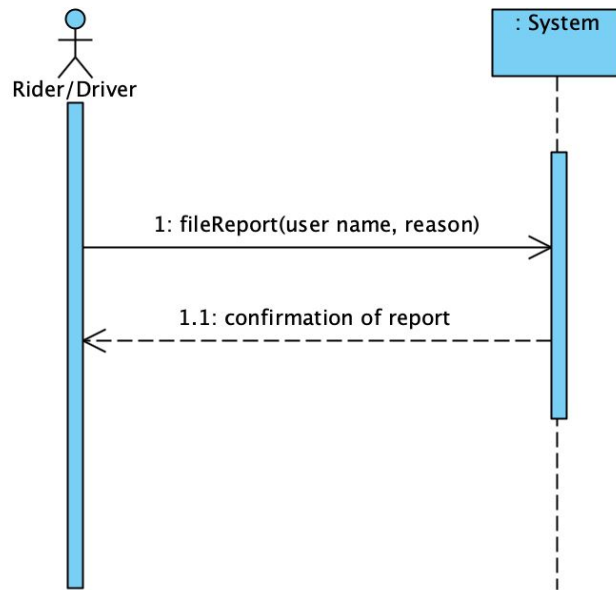 : System
Rider/Driver
1: fileReport(user name, reason)
1.1: confirmation of report